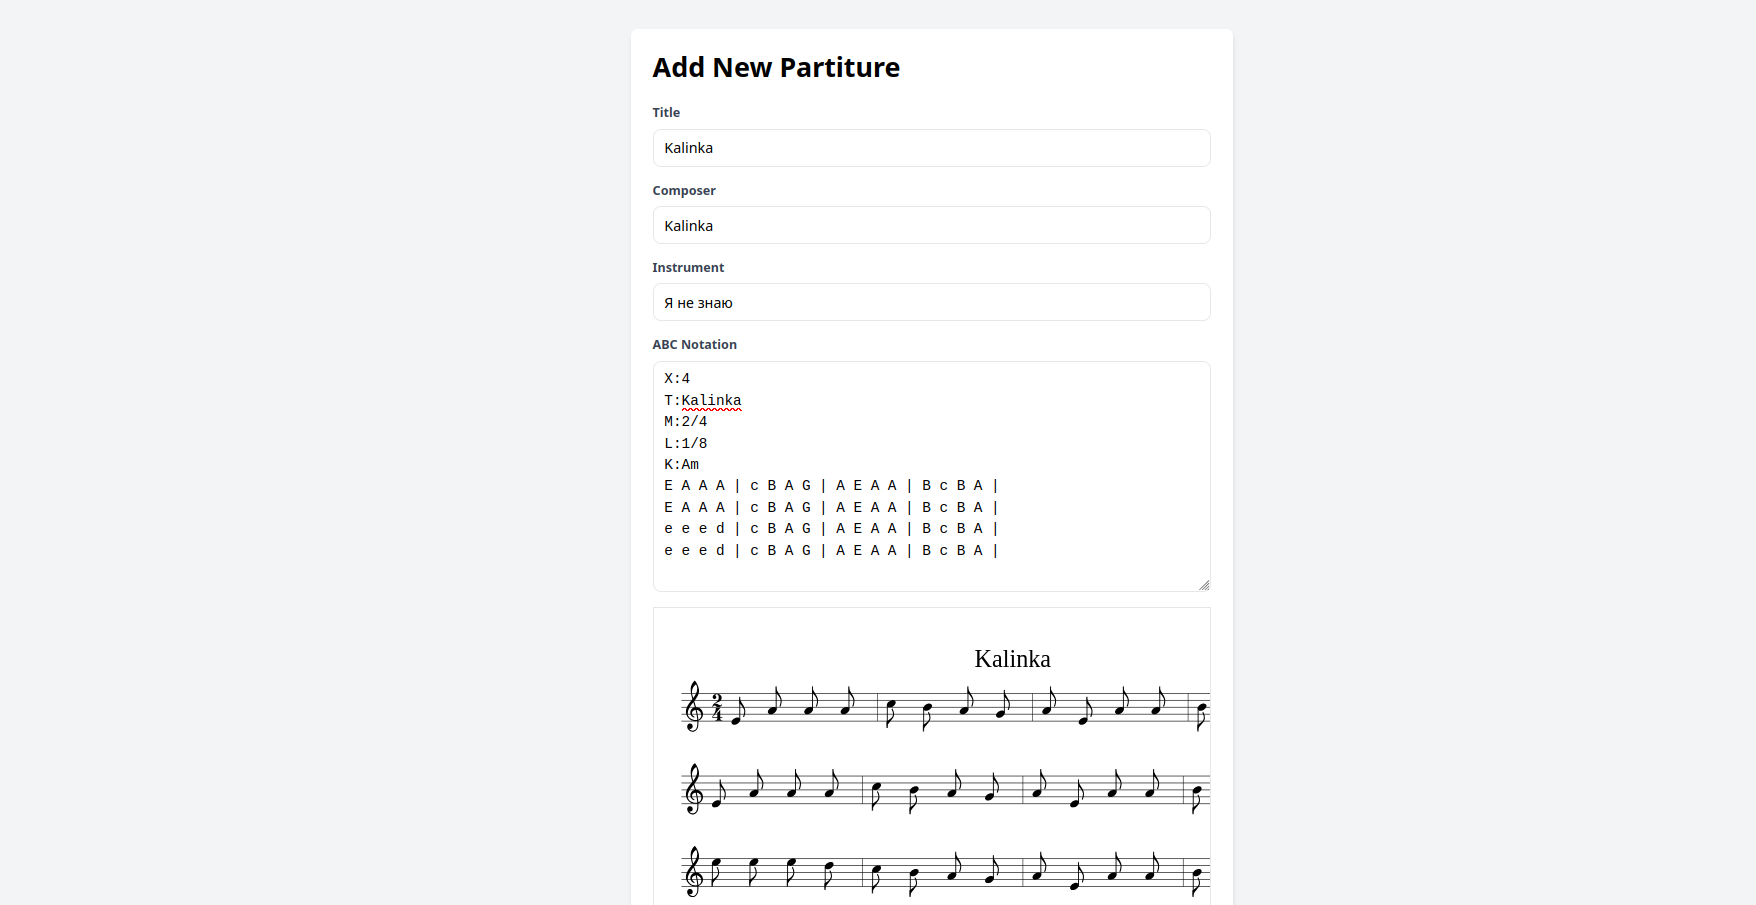 Add New Partiture
Title
Kalinka
Composer
Kalinka
Instrument
Я не знаю
ABC Notation
X:4
T:Kalinka
M:2/4
L:1/8
K:Am
E A A A | c B A G | A E A A | B c B A |
E A A A | c B A G | A E A A | B c B A |
e e e d | c B A G | A E A A | B c B A |
e e e d | c B A G | A E A A | B c B A |
Kalinka
2
4